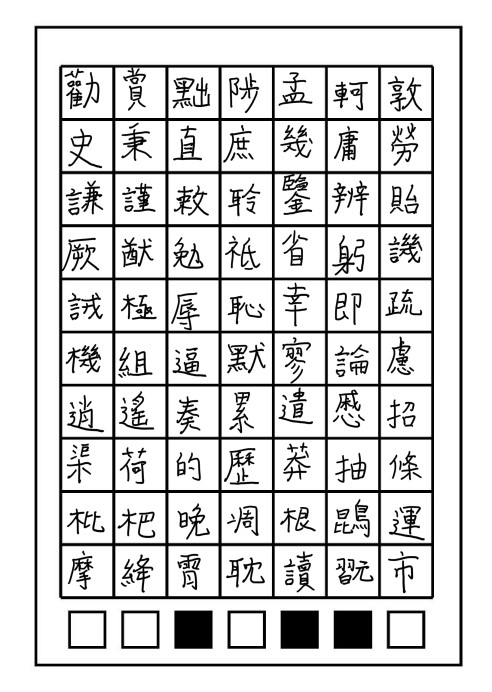 勸賞黜陟孟軻敦
史秉直庶幾庸勞
謙謹敕聆鑒辨貽
厥猷勉祗省躬譏
誡極辱恥幸即疏
機組逼默寥論慮
逍遙奏累遣慼招
渠荷的歷莽抽條
枇杷晚凋根鵾運
摩絳霄耽讀翫市